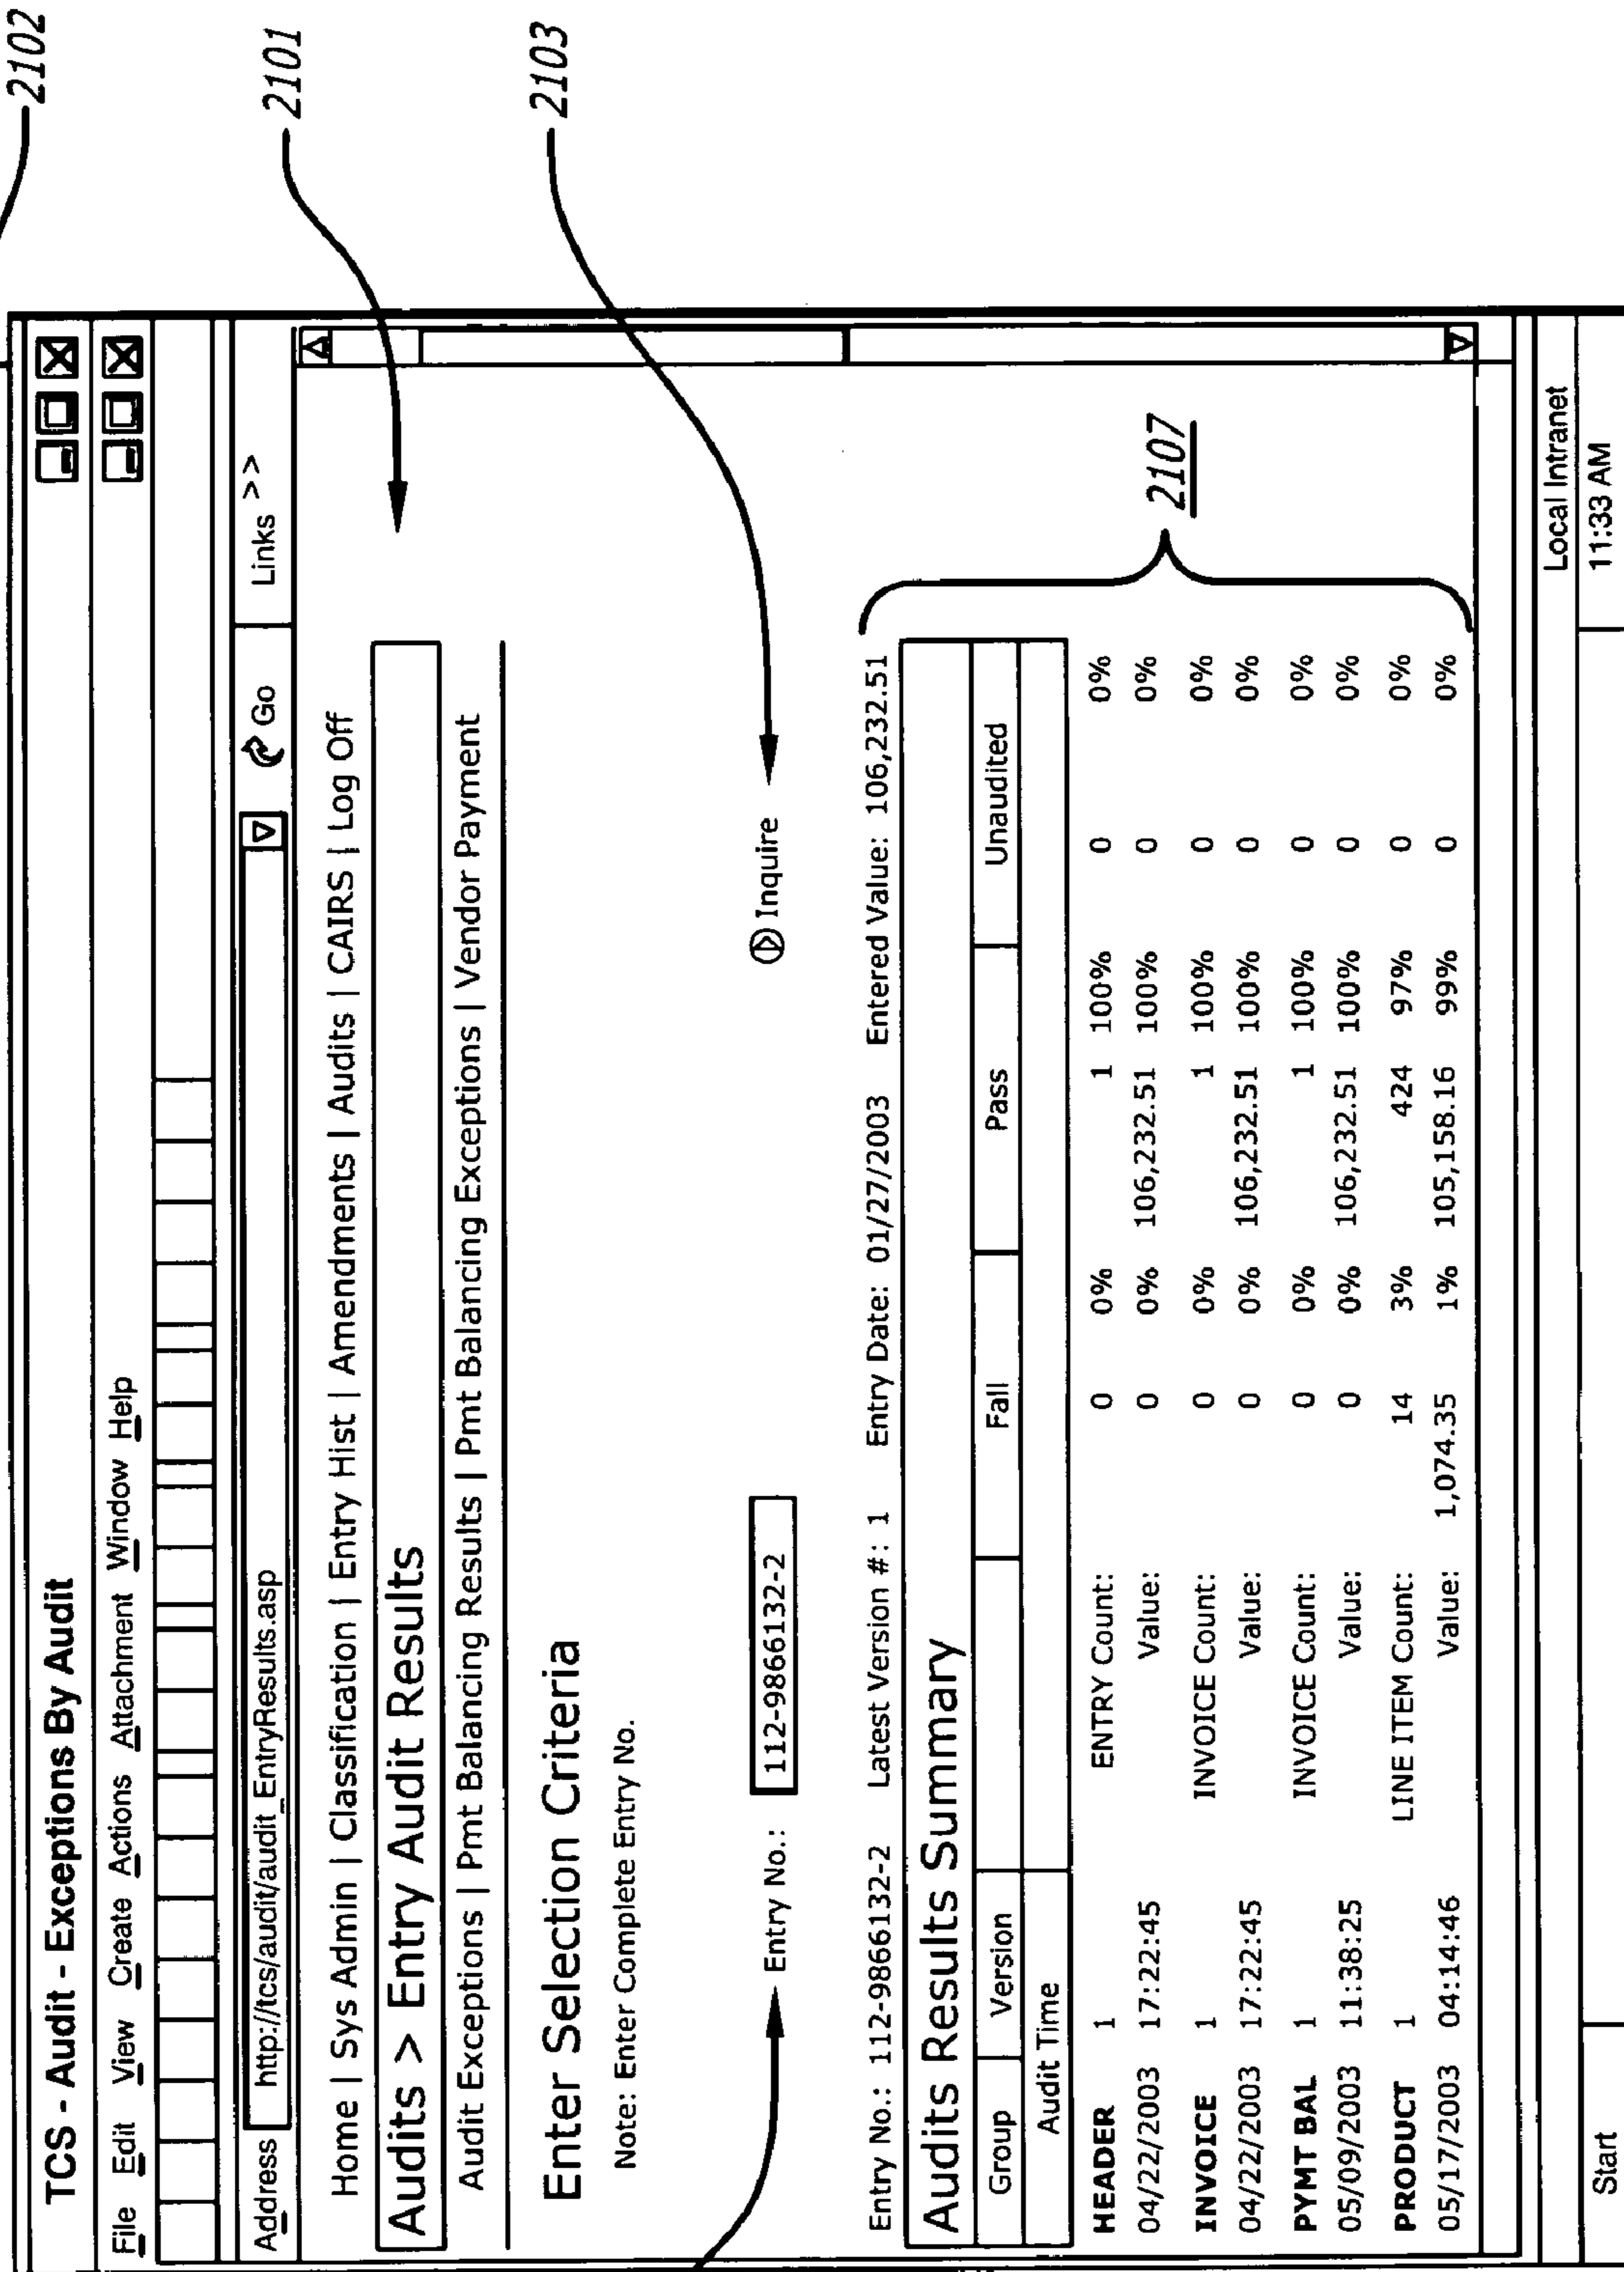 2102
TCS - Audit - Exceptions By Audit
File Edit View Create Actions Attachment Window Help
Address http://tcs/audit/audit_EntryResults.asp Go Links >>
2101
Home | Sys Admin | Classification | Entry Hist | Amendments | Audits | CAIRS | Log Off
Audits > Entry Audit Results
Audit Exceptions | Pmt Balancing Results | Pmt Balancing Exceptions | Vendor Payment
2103
Enter Selection Criteria
Note: Enter Complete Entry No.
Entry No.: 112-9866132-2 Inquire
Entry No.: 112-9866132-2 Latest Version #: 1 Entry Date: 01/27/2003 Entered Value: 106,232.51
Audits Results Summary
Group Version Fall Pass Unaudited
Audit Time
HEADER 1 ENTRY Count: 0 0% 1 100% 0 0%
04/22/2003 17:22:45 Value: 0 0% 106,232.51 100% 0 0%
INVOICE 1 INVOICE Count: 0 0% 1 100% 0 0%
04/22/2003 17:22:45 Value: 0 0% 106,232.51 100% 0 0%
PYMT BAL 1 INVOICE Count: 0 0% 1 100% 0 0%
05/09/2003 11:38:25 Value: 0 0% 106,232.51 100% 0 0%
PRODUCT 1 LINE ITEM Count: 14 3% 424 97% 0 0%
05/17/2003 04:14:46 Value: 1,074.35 1% 105,158.16 99% 0 0%
2107
Local Intranet
Start 11:33 AM